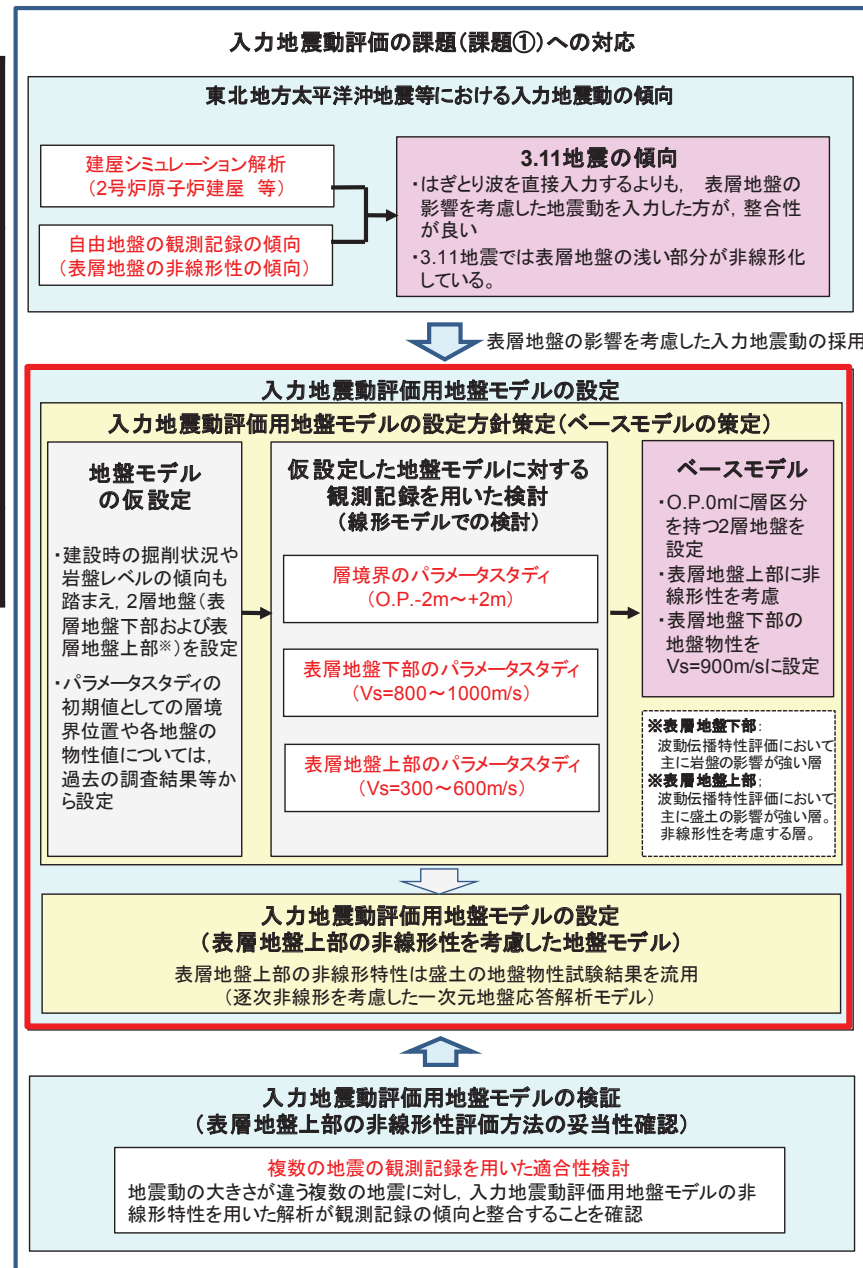 入力地震動評価の課題(課題①)への対応
東北地方太平洋沖地震等における入力地震動の傾向
建屋シミュレーション解析
(2号炉原子炉建屋 等)
自由地盤の観測記録の傾向
(表層地盤の非線形性の傾向)
3.11地震の傾向
・はぎとり波を直接入力するよりも, 表層地盤の
影響を考慮した地震動を入力した方が, 整合性
が良い
・3.11地震では表層地盤の浅い部分が非線形化
している。
表層地盤の影響を考慮した入力地震動の採用
入力地震動評価用地盤モデルの設定
入力地震動評価用地盤モデルの設定方針策定(ベースモデルの策定)
地盤モデル
の仮設定
・建設時の掘削状況や
岩盤レベルの傾向も
踏まえ, 2層地盤(表
層地盤下部および表
層地盤上部※)を設定
・パラメータスタディの
初期値としての層境
界位置や各地盤の
物性値については,
過去の調査結果等か
ら設定
仮設定した地盤モデルに対する
観測記録を用いた検討
(線形モデルでの検討)
層境界のパラメータスタディ
(O.P.-2m～+2m)
表層地盤下部のパラメータスタディ
(Vs=800～1000m/s)
表層地盤上部のパラメータスタディ
(Vs=300～600m/s)
ベースモデル
・O.P.0mに層区分
を持つ2層地盤を
設定
・表層地盤上部に非
線形性を考慮
・表層地盤下部の
地盤物性を
Vs=900m/sに設定
※表層地盤下部:
波動伝播特性評価において
主に岩盤の影響が強い層
※表層地盤上部:
波動伝播特性評価において
主に盛土の影響が強い層。
非線形性を考慮する層。
入力地震動評価用地盤モデルの設定
(表層地盤上部の非線形性を考慮した地盤モデル)
表層地盤上部の非線形特性は盛土の地盤物性試験結果を流用
(逐次非線形を考慮した一次元地盤応答解析モデル)
入力地震動評価用地盤モデルの検証
(表層地盤上部の非線形性評価方法の妥当性確認)
複数の地震の観測記録を用いた適合性検討
地震動の大きさが違う複数の地震に対し, 入力地震動評価用地盤モデルの非
線形特性を用いた解析が観測記録の傾向と整合することを確認